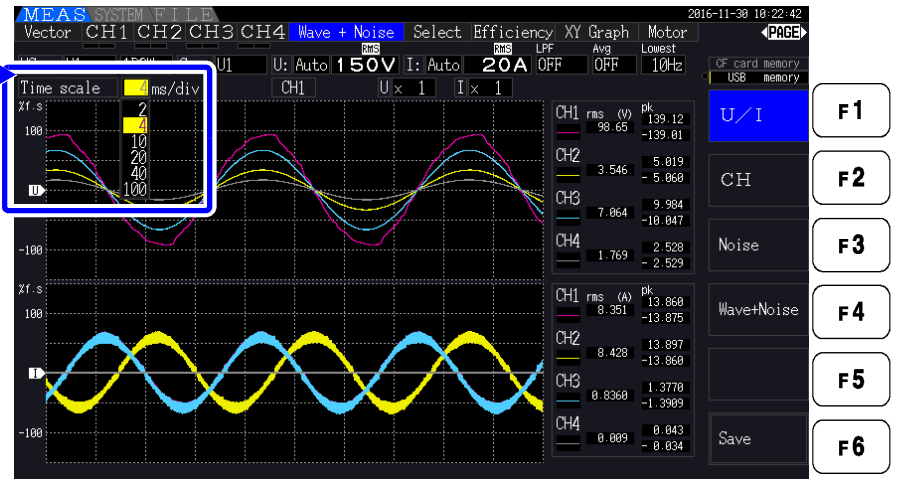 MEAS SYSTEM FILE 2016-11-30 10:22:42
Vector CH1 CH2 CH3 CH4 Wave + Noise Select Efficiency XY Graph Motor ◀PAGE▶
RMS RMS LPF Avg Lowest
U1 U: Auto 150V I: Auto 20A OFF OFF 10Hz
CF card memory
USB memory
Time scale 4 ms/div CH1 U× 1 I× 1
2
4
10
20
40
100
%f.s
100
U
-100
CH1 rms (V) pk
98.65 139.12
-139.01
CH2
3.546 5.019
- 5.060
CH3
7.064 9.984
-10.047
CH4
1.769 2.528
- 2.529
%f.s
100
I
-100
CH1 rms (A) pk
8.351 13.860
-13.875
CH2
8.428 13.897
-13.860
CH3
0.8360 1.3770
-1.3909
CH4
0.009 0.043
- 0.034
U/I F1
CH F2
Noise F3
Wave+Noise F4
F5
Save F6